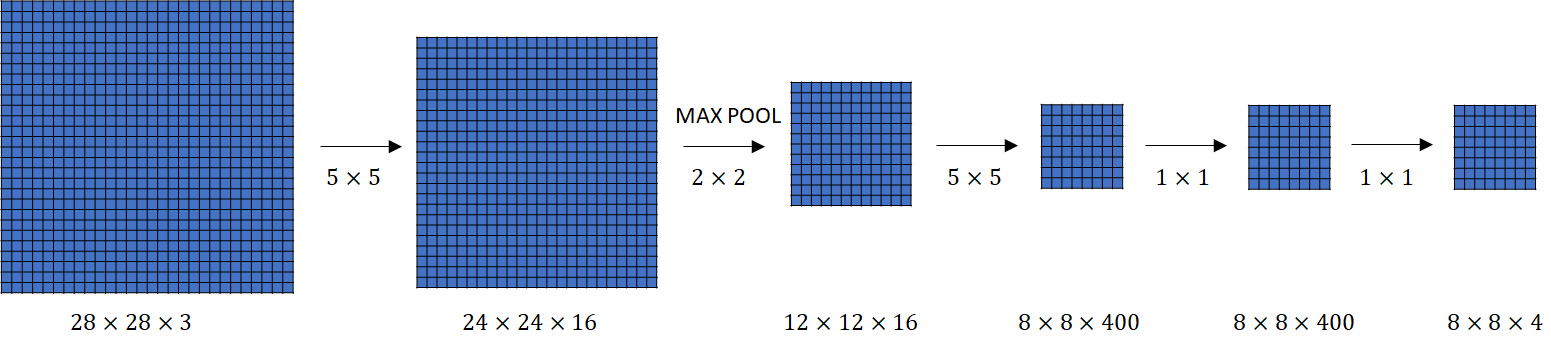 MAX POOL
5 × 5
2 × 2
5 × 5
1 × 1
1 × 1
28 × 28 × 3
24 × 24 × 16
12 × 12 × 16
8 × 8 × 400
8 × 8 × 400
8 × 8 × 4